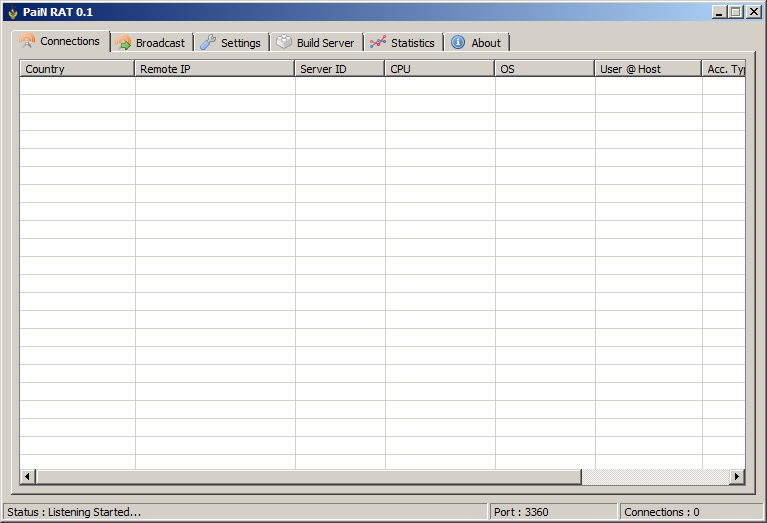 PaiN RAT 0.1
Connections Broadcast Settings Build Server Statistics About
Country Remote IP Server ID CPU OS User @ Host Acc. Typ
Status : Listening Started... Port : 3360 Connections : 0